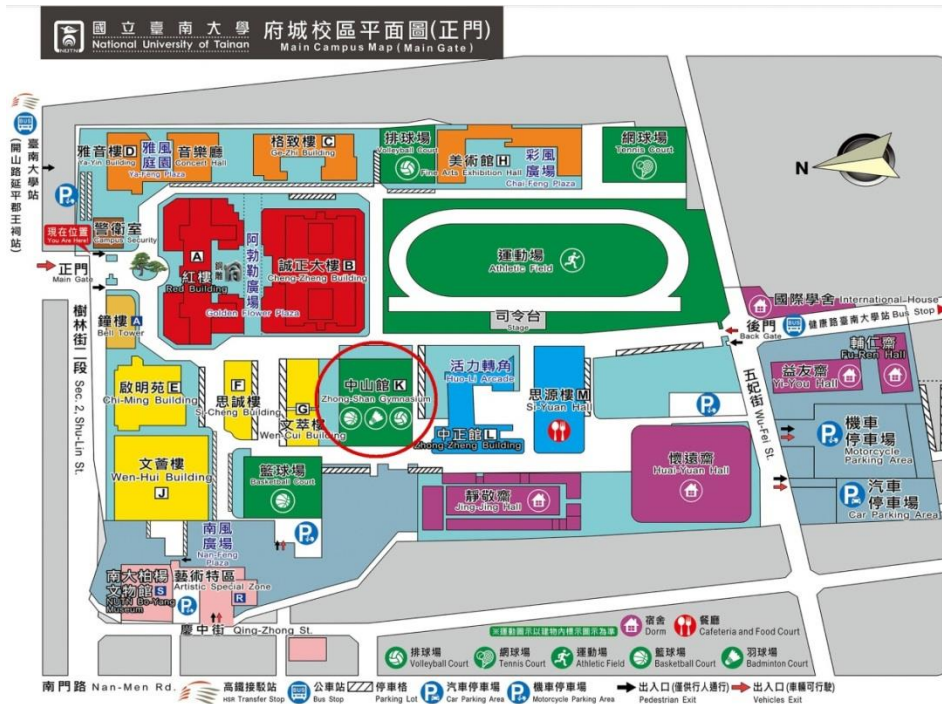 國立臺南大學
National University of Tainan
府城校區平面圖(正門)
Main Campus Map (Main Gate)
臺南大學站
(開山路延平郡王祠站)
雅音樓 D
Ya-Yin Building
雅風庭園
Ya-Feng Plaza
音樂廳
Concert Hall
格致樓 C
Ge-Zhi Building
排球場
Volleyball Court
美術館 H
Fine Arts Exhibition Hall
彩風廣場
Chai-Feng Plaza
網球場
Tennis Court
N
現在位置
You Are Here!
警衛室
Campus Security
正門
Main Gate
A
紅樓
Red Building
銅雕
阿勃勒廣場
Golden Flower Plaza
誠正大樓 B
Cheng-Zheng Building
運動場
Athletic Field
司令台
Stage
國際學舍 International House
後門
Back Gate
健康路臺南大學站 Bus Stop
鐘樓 A
Bell Tower
樹林街二段 Sec. 2, Shu-Lin St.
啟明苑 E
Chi-Ming Building
F
思誠樓
Si-Cheng Building
G
文萃樓
Wen-Cui Building
中山館 K
Zhong-Shan Gymnasium
活力轉角
Huo-Li Arcade
中正館 L
Zhong-Zheng Building
思源樓 M
Si-Yuan Hall
五妃街 Wu-Fei St.
輔仁齋
Fu-Ren Hall
益友齋
Yi-You Hall
機車
停車場
Motorcycle
Parking Area
汽車
停車場
Car Parking Area
文薈樓
Wen-Hui Building
J
籃球場
Basketball Court
靜敬齋
Jing-Jing Hall
懷遠齋
Huai-Yuan Hall
南風廣場
Nan-Feng
Plaza
南大柏楊
文物館 S
NUTN Bo-Yang
Museum
藝術特區
Artistic Special Zone
R
慶中街 Qing-Zhong St.
南門路 Nan-Men Rd.
※運動圖示以建物內標示圖示為準
宿舍
Dorm
餐廳
Cafeteria and Food Court
排球場
Volleyball Court
網球場
Tennis Court
運動場
Athletic Field
籃球場
Basketball Court
羽球場
Badminton Court
高鐵接駁站
HSR Transfer Stop
公車站
Bus Stop
停車格
Parking Lot
汽車停車場
Car Parking Area
機車停車場
Motorcycle Parking Area
出入口(僅供行人通行)
Pedestrian Exit
出入口(車輛可行駛)
Vehicles Exit